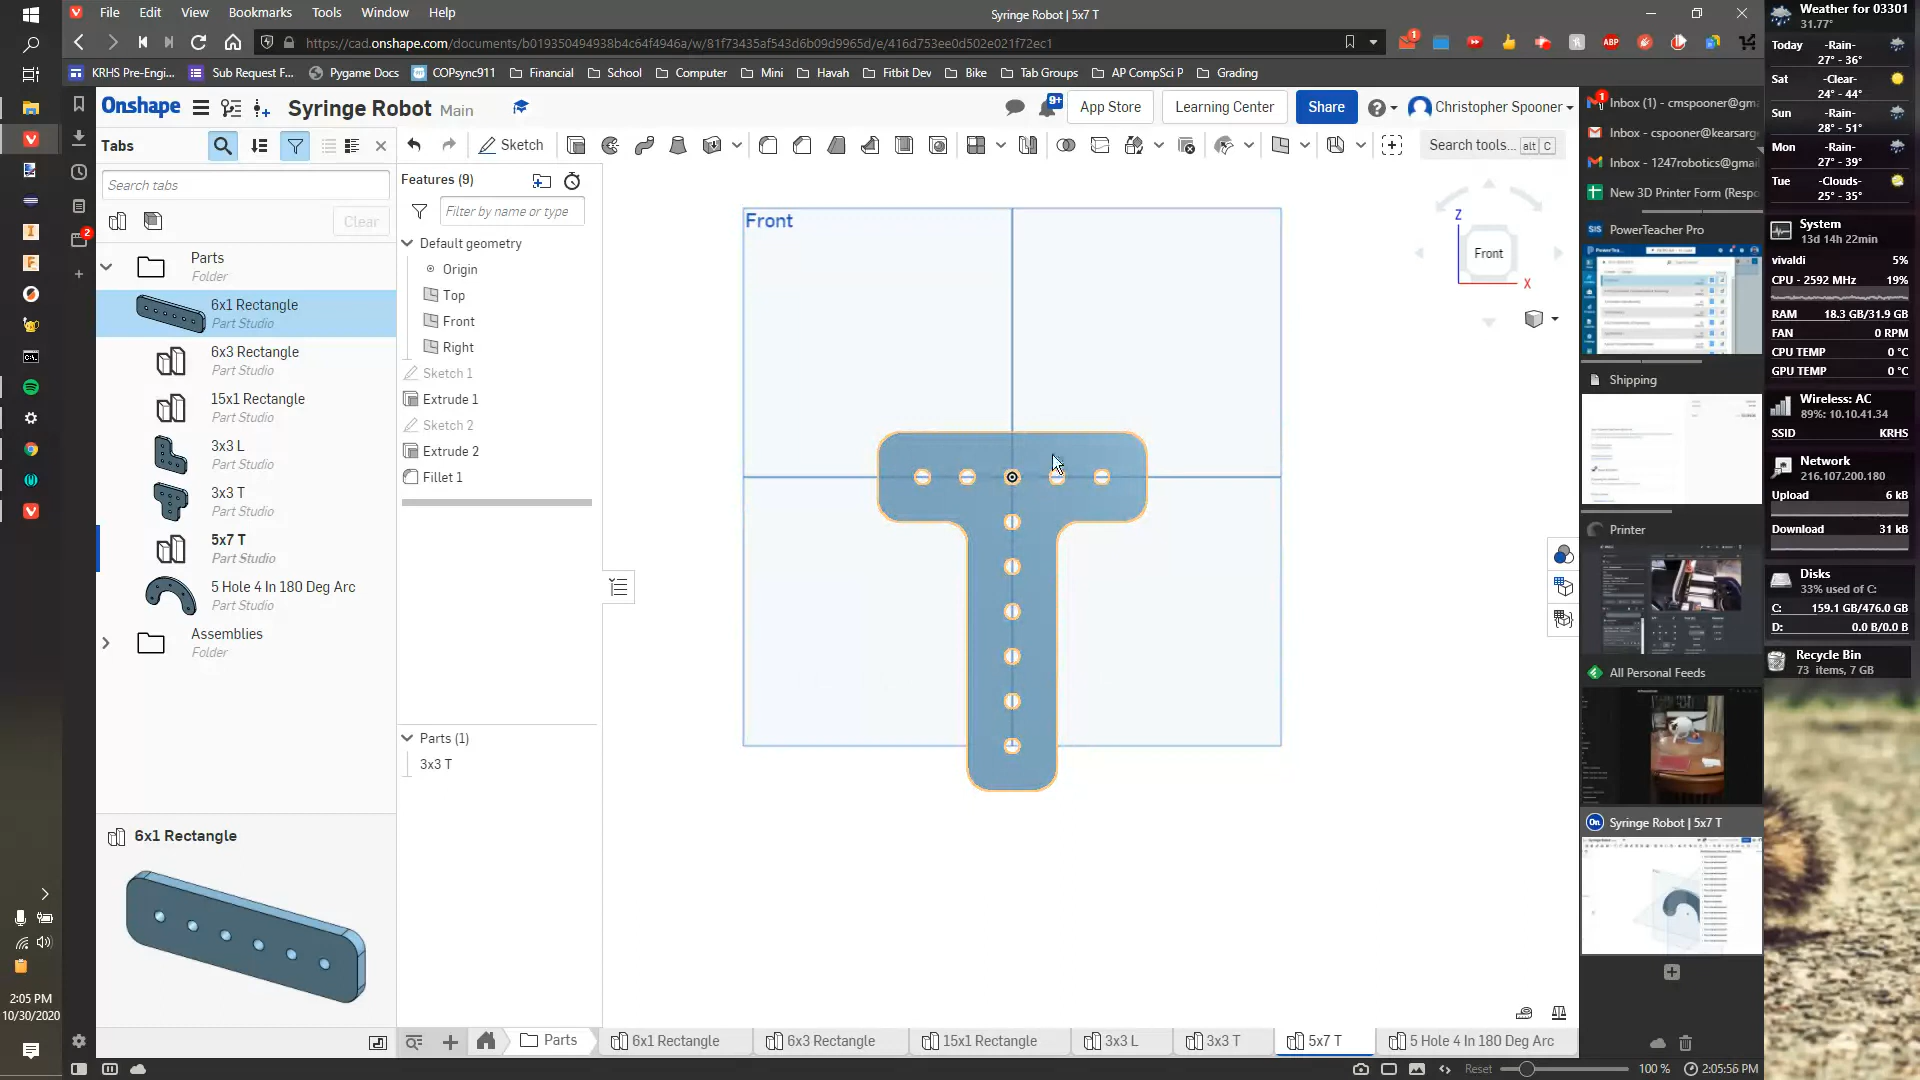 File Edit View Bookmarks Tools Window Help
Syringe Robot | 5x7 T
https://cad.onshape.com/documents/b019350494938b4c64f4946a/w/81f73435af543d6b09d9965d/e/416d753ee0d502e021f72ec1
KRHS Pre-Engi... Sub Request F... Pygame Docs COPsync911 Financial School Computer Mini Havah Fitbit Dev Bike Tab Groups AP CompSci P Grading
Onshape Syringe Robot Main
9+ App Store Learning Center Share Christopher Spooner
Tabs
Sketch
Search tools... alt C
Search tabs
Clear
Parts
Folder
6x1 Rectangle
Part Studio
6x3 Rectangle
Part Studio
15x1 Rectangle
Part Studio
3x3 L
Part Studio
3x3 T
Part Studio
5x7 T
Part Studio
5 Hole 4 In 180 Deg Arc
Part Studio
Assemblies
Folder
6x1 Rectangle
Features (9)
Filter by name or type
Default geometry
Origin
Top
Front
Right
Sketch 1
Extrude 1
Sketch 2
Extrude 2
Fillet 1
Parts (1)
3x3 T
Front
Z
Front
X
Parts 6x1 Rectangle 6x3 Rectangle 15x1 Rectangle 3x3 L 3x3 T 5x7 T 5 Hole 4 In 180 Deg Arc
Reset 100 % 2:05:56 PM
2:05 PM
10/30/2020
Inbox (1) - cmspooner@gm
Inbox - cspooner@kearsarg
Inbox - 1247robotics@gmai
New 3D Printer Form (Respo
PowerTeacher Pro
Shipping
Printer
All Personal Feeds
Syringe Robot | 5x7 T
Weather for 03301
31.77°
Today -Rain-
27° - 36°
Sat -Clear-
24° - 44°
Sun -Rain-
28° - 51°
Mon -Rain-
27° - 39°
Tue -Clouds-
25° - 35°
System
13d 14h 22min
vivaldi 5%
CPU - 2592 MHz 19%
RAM 18.3 GB/31.9 GB
FAN 0 RPM
CPU TEMP 0 °C
GPU TEMP 0 °C
Wireless: AC
89%: 10.10.41.34
SSID KRHS
Network
216.107.200.180
Upload 6 kB
Download 31 kB
Disks
33% used of C:
C: 159.1 GB/476.0 GB
D: 0.0 B/0.0 B
Recycle Bin
73 items, 7 GB